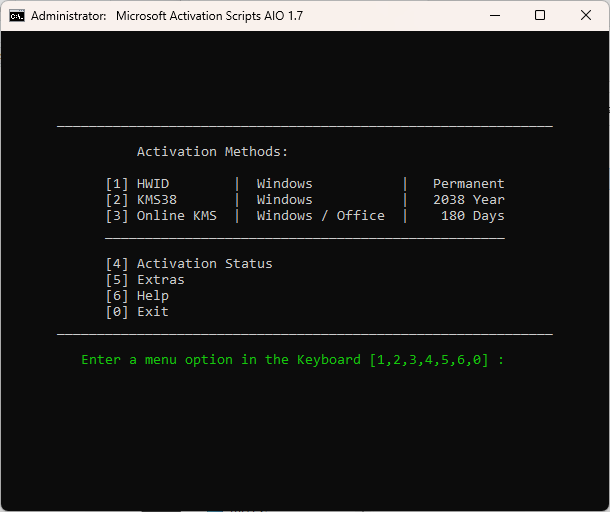 Administrator: Microsoft Activation Scripts AIO 1.7
Activation Methods:
[1] HWID | Windows | Permanent
[2] KMS38 | Windows | 2038 Year
[3] Online KMS | Windows / Office | 180 Days
[4] Activation Status
[5] Extras
[6] Help
[0] Exit
Enter a menu option in the Keyboard [1,2,3,4,5,6,0] :